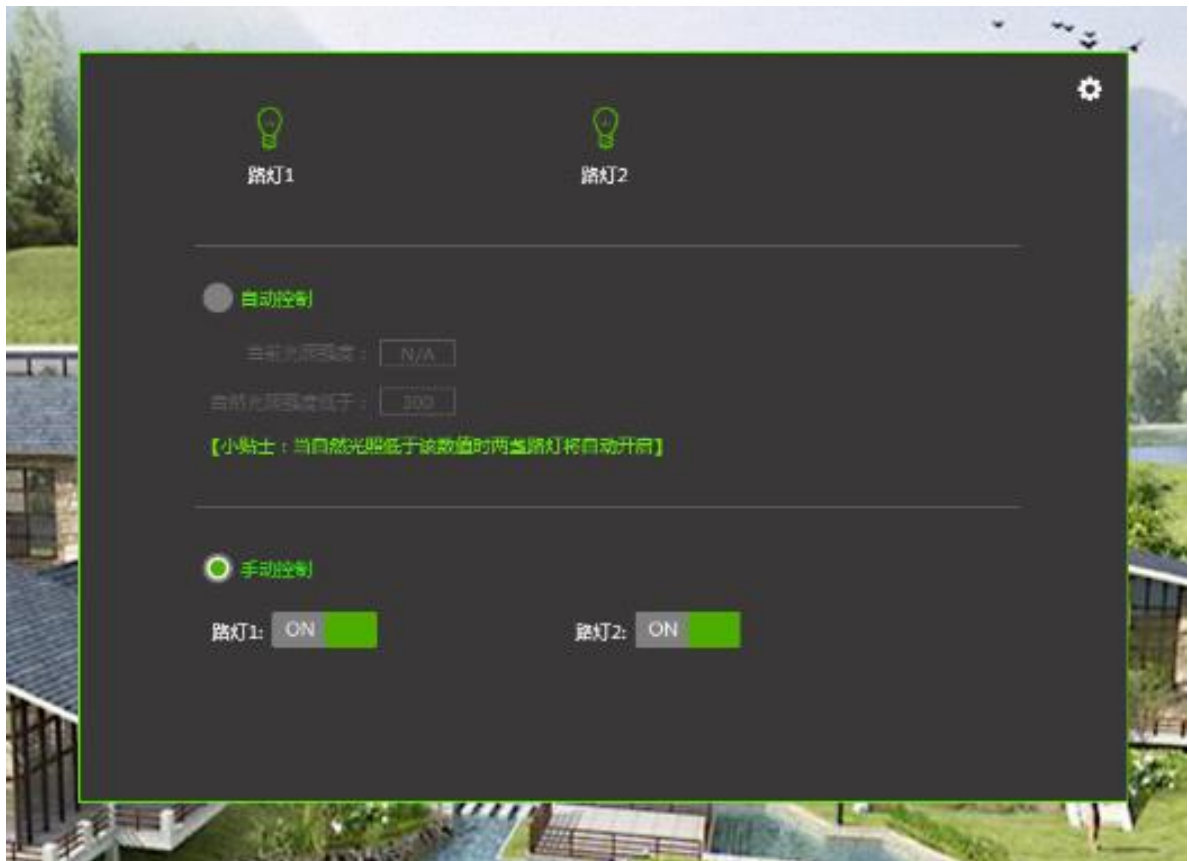 路灯1
路灯2
自动控制
当前光照强度： N/A
自然光照强度低于： 300
【小贴士：当自然光照低于该数值时两盏路灯将自动开启】
手动控制
路灯1: ON
路灯2: ON